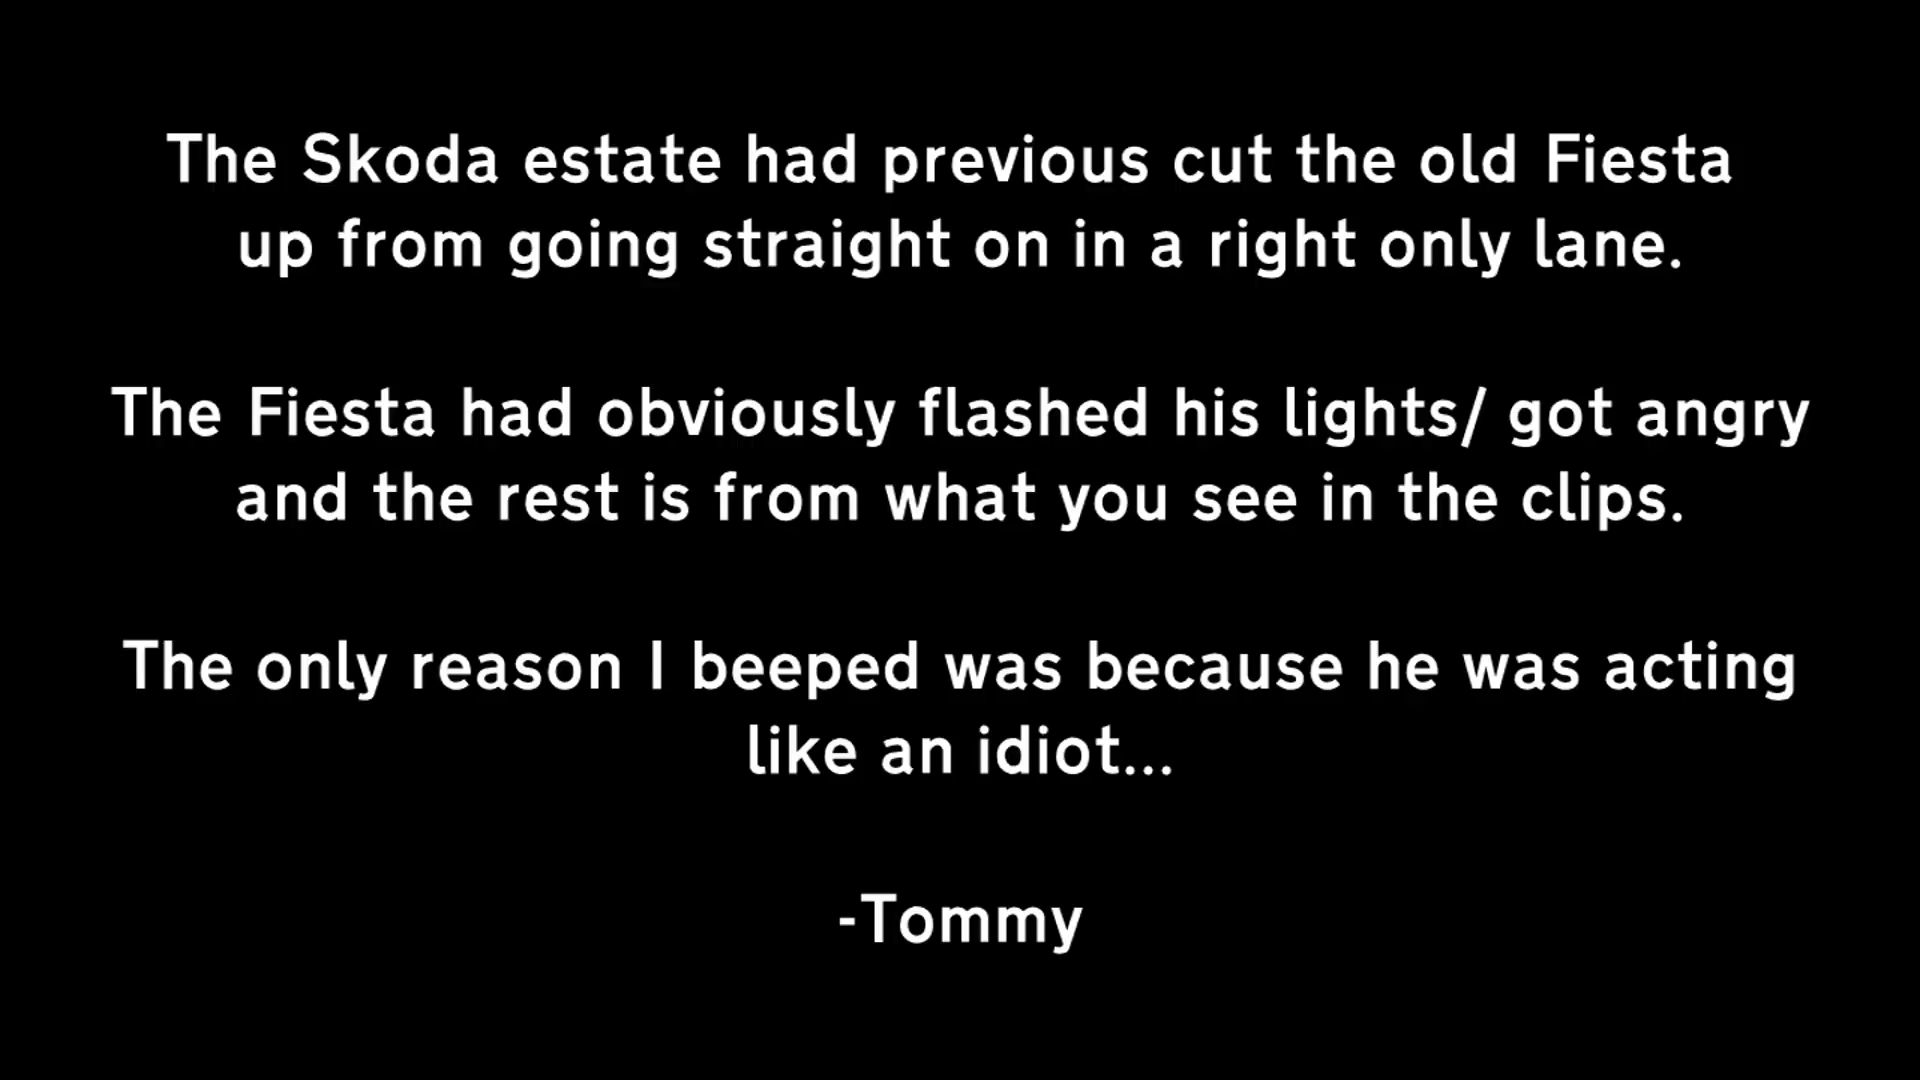 The Skoda estate had previous cut the old Fiesta
up from going straight on in a right only lane.
The Fiesta had obviously flashed his lights/ got angry
and the rest is from what you see in the clips.
The only reason I beeped was because he was acting
like an idiot...
-Tommy